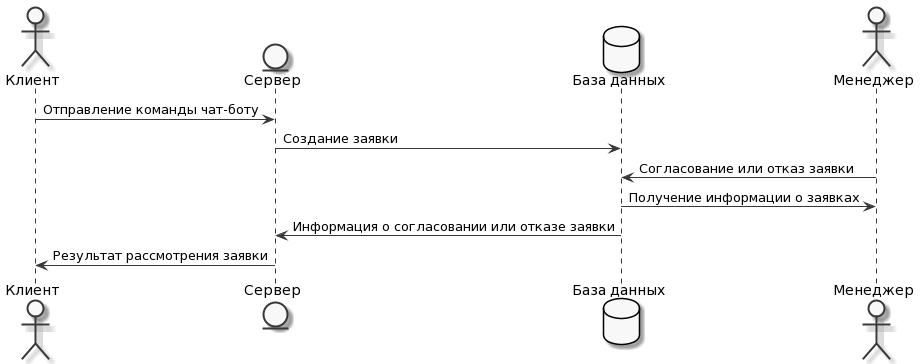 Клиент
Сервер
База данных
Менеджер
Отправление команды чат-боту
Создание заявки
Согласование или отказ заявки
Получение информации о заявках
Информация о согласовании или отказе заявки
Результат рассмотрения заявки
Клиент
Сервер
База данных
Менеджер